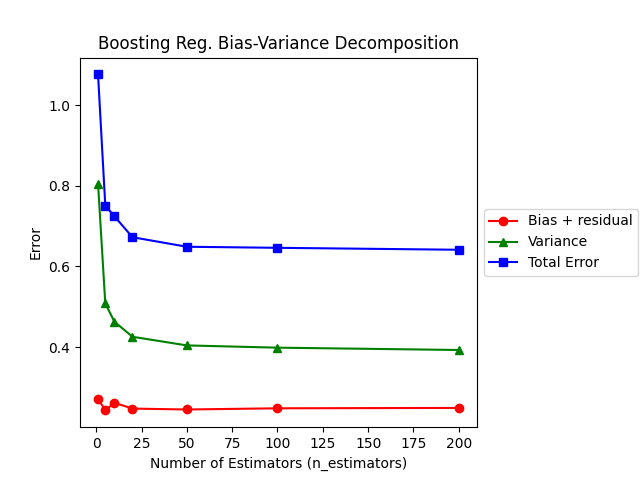 Boosting Reg. Bias-Variance Decomposition
1.0
0.8
0.6
0.4
Error
0 25 50 75 100 125 150 175 200
Number of Estimators (n_estimators)
Bias + residual
Variance
Total Error